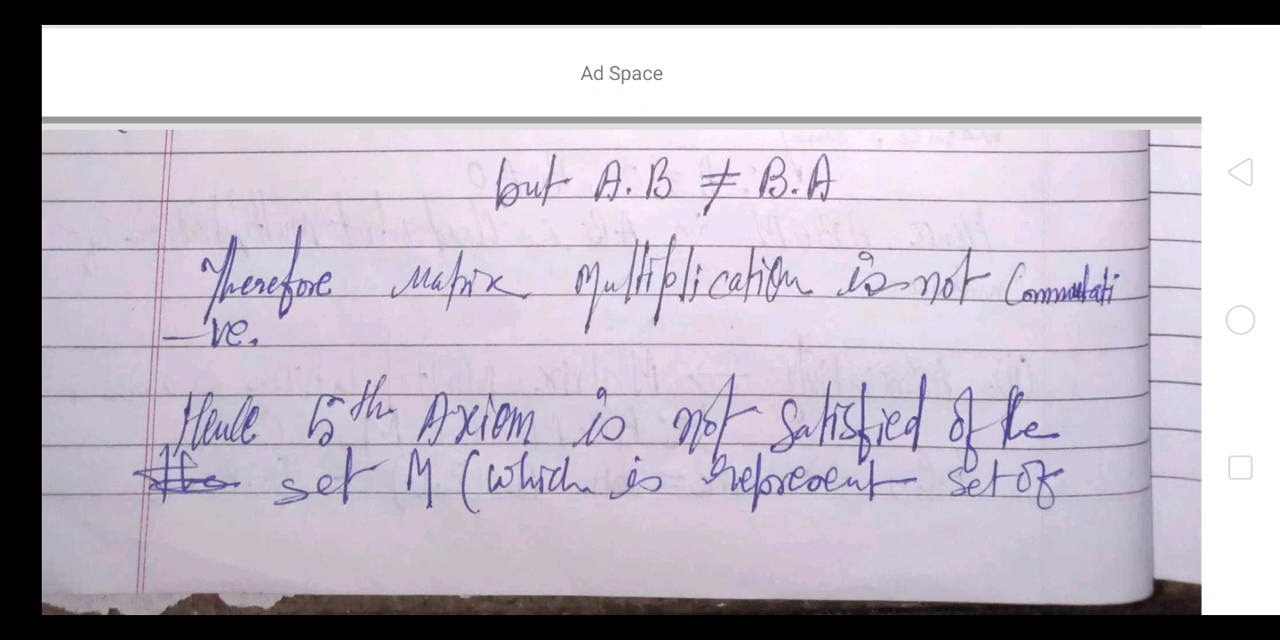 Ad Space
but A.B ≠ B.A
Therefore matrix multiplication is not Commutati
-ve.
Hence 5th Axiom is not satisfied of the
set M (which is represent set of